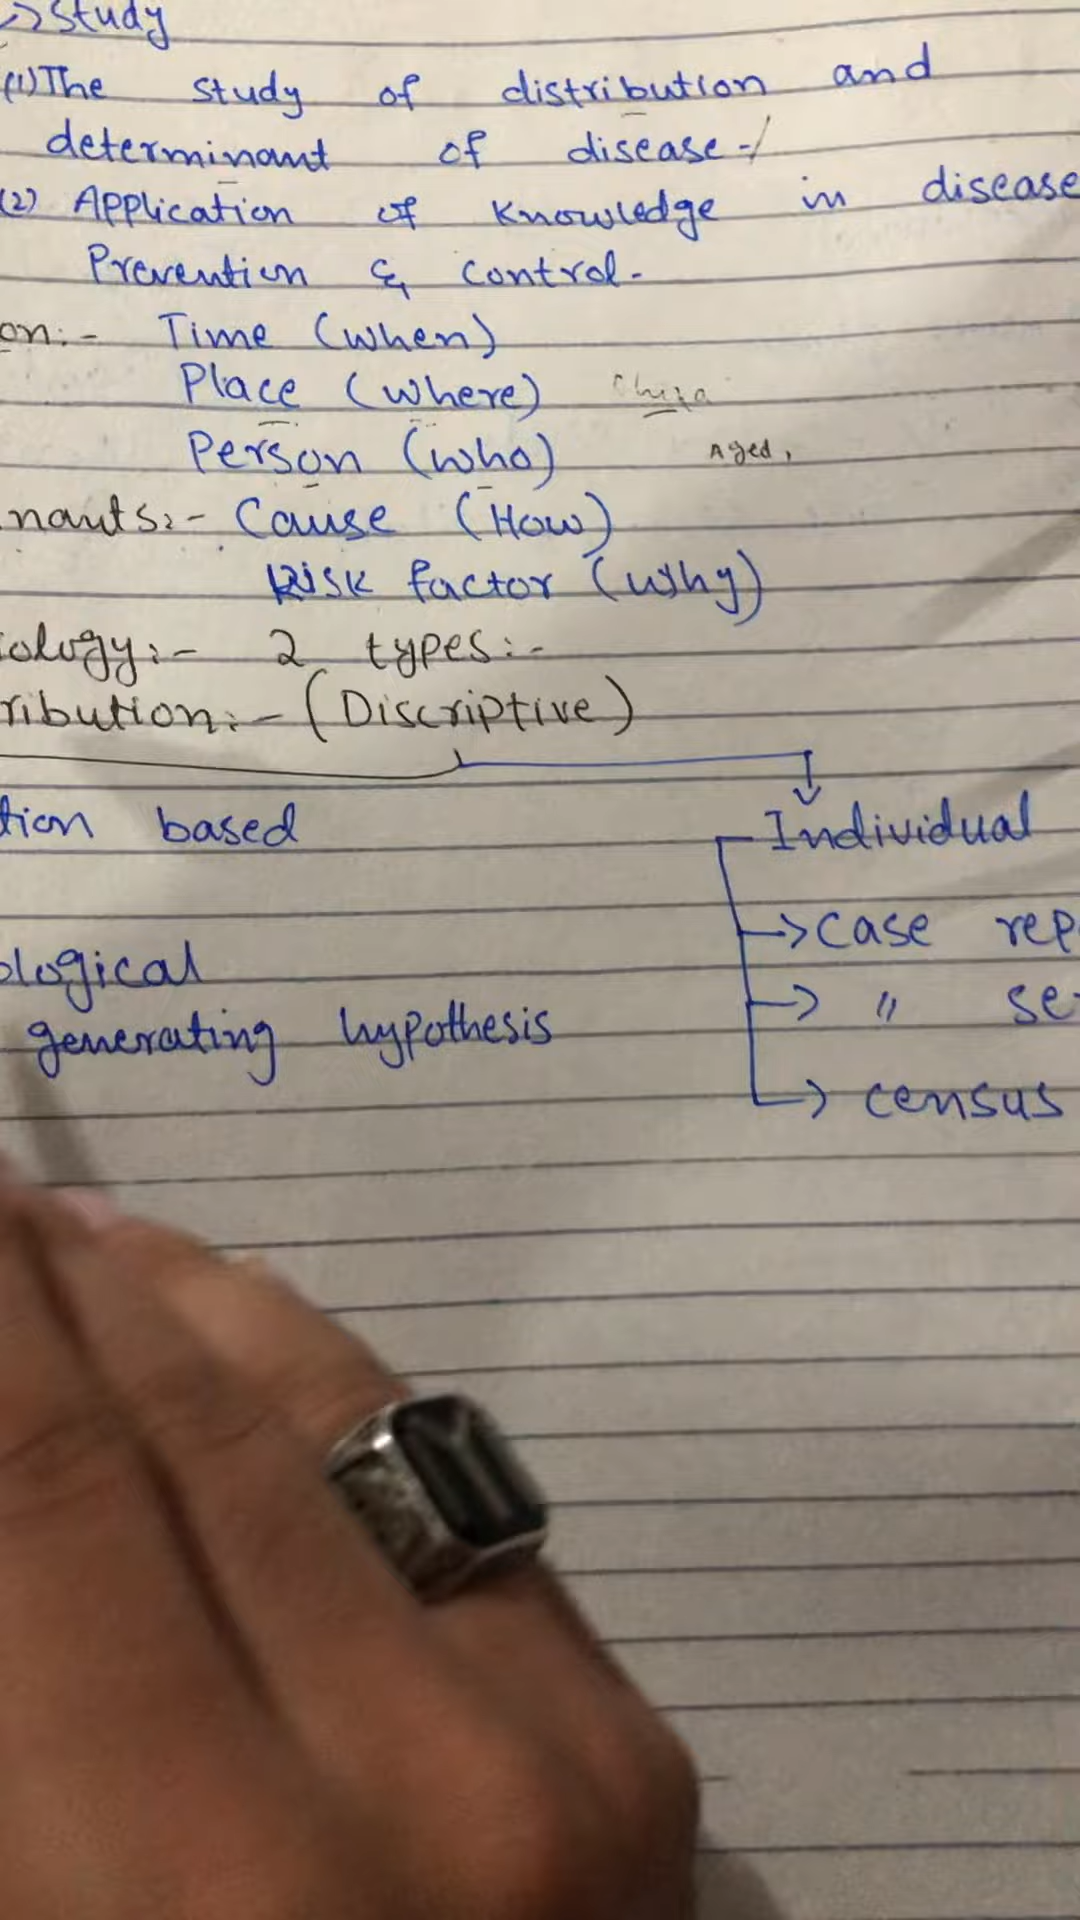 → Study
(1) The study of distribution and
determinant of disease -
(2) Application of Knowledge in disease
Prevention & control -
on:- Time (when)
Place (where) China
Person (who) Aged,
nants:- Cause (How)
Risk factor (why)
ology:- 2 types:-
ribution:- (Discriptive)
tion based
Individual
→ case rep
ological
→ " se
generating hypothesis
→ census